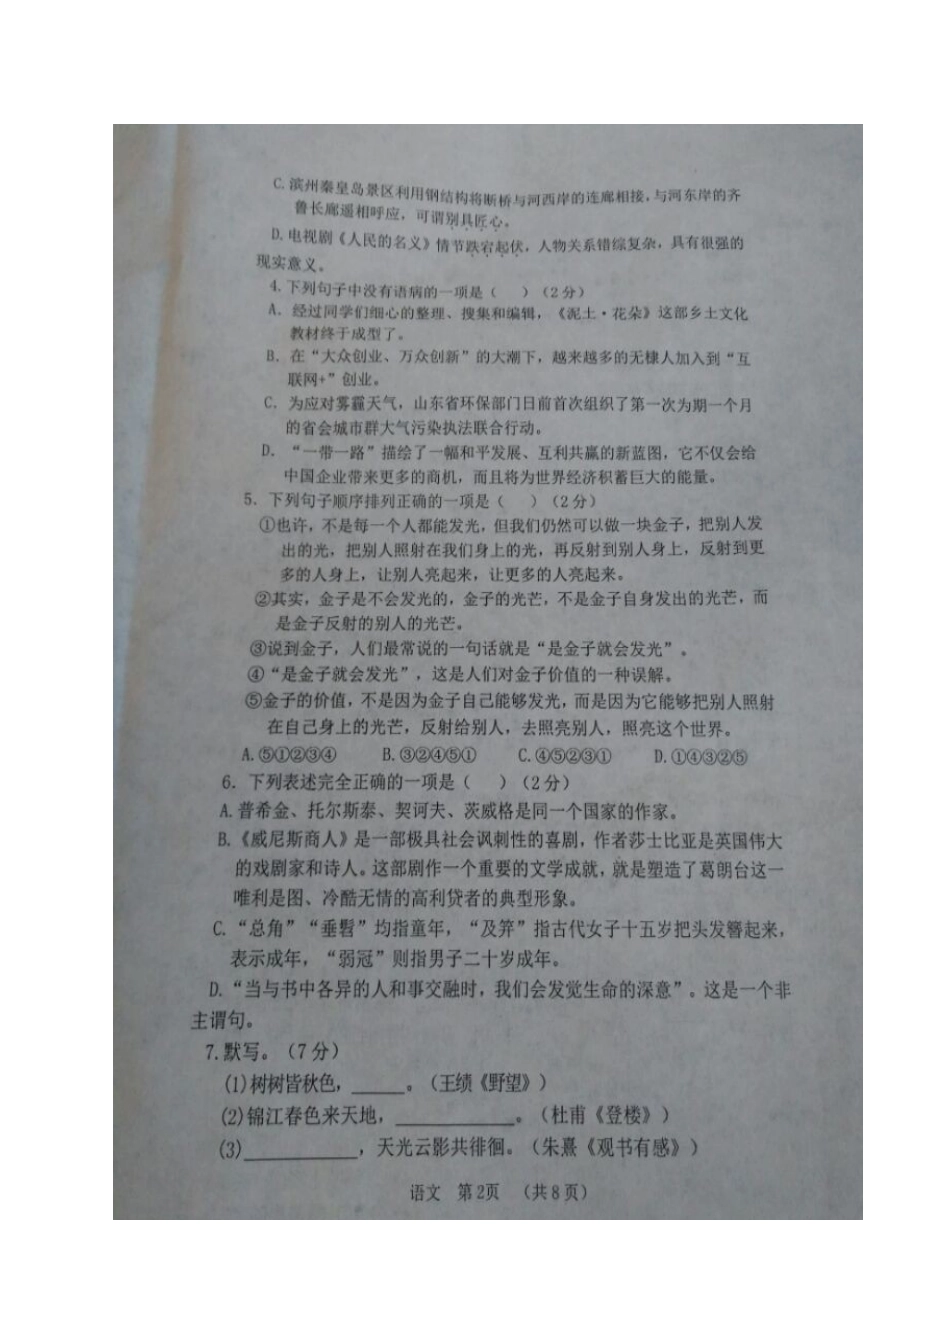 C.滨州秦皇岛景区利用钢结构将断桥与河西岸的连廊相接，与河东岸的齐
鲁长廊遥相呼应，可谓别具匠心。
D.电视剧《人民的名义》情节跌宕起伏，人物关系错综复杂，具有很强的
现实意义。
4.下列句子中没有语病的一项是（　）（2分）
A．经过同学们细心的整理、搜集和编辑，《泥土·花朵》这部乡土文化
教材终于成型了。
B．在“大众创业、万众创新”的大潮下，越来越多的无棣人加入到“互
联网+”创业。
C．为应对雾霾天气，山东省环保部门日前首次组织了第一次为期一个月
的省会城市群大气污染执法联合行动。
D．“一带一路”描绘了一幅和平发展、互利共赢的新蓝图，它不仅会给
中国企业带来更多的商机，而且将为世界经济积蓄巨大的能量。
5．下列句子顺序排列正确的一项是（　）（2分）
①也许，不是每一个人都能发光，但我们仍然可以做一块金子，把别人发
出的光，把别人照射在我们身上的光，再反射到别人身上，反射到更
多的人身上，让别人亮起来，让更多的人亮起来。
②其实，金子是不会发光的，金子的光芒，不是金子自身发出的光芒，而
是金子反射的别人的光芒。
③说到金子，人们最常说的一句话就是“是金子就会发光”。
④“是金子就会发光”，这是人们对金子价值的一种误解。
⑤金子的价值，不是因为金子自己能够发光，而是因为它能够把别人照射
在自己身上的光芒，反射给别人，去照亮别人，照亮这个世界。
A.⑤①②③④ B.③②④⑤① C.④⑤②③① D.①④③②⑤
6．下列表述完全正确的一项是（　）（2分）
A.普希金、托尔斯泰、契诃夫、茨威格是同一个国家的作家。
B.《威尼斯商人》是一部极具社会讽刺性的喜剧，作者莎士比亚是英国伟大
的戏剧家和诗人。这部剧作一个重要的文学成就，就是塑造了葛朗台这一
唯利是图、冷酷无情的高利贷者的典型形象。
C.“总角”“垂髫”均指童年，“及笄”指古代女子十五岁把头发簪起来，
表示成年，“弱冠”则指男子二十岁成年。
D.“当与书中各异的人和事交融时，我们会发觉生命的深意”。这是一个非
主谓句。
7.默写。（7分）
(1)树树皆秋色，______。（王绩《野望》）
(2)锦江春色来天地，____________。（杜甫《登楼》）
(3)____________，天光云影共徘徊。（朱熹《观书有感》）
语文 第2页 （共8页）